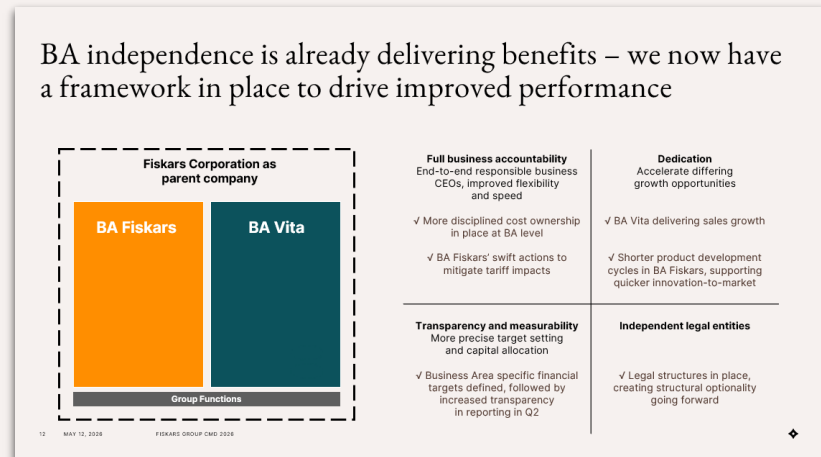 BA independence is already delivering benefits – we now have
a framework in place to drive improved performance
Fiskars Corporation as
parent company
BA Fiskars
BA Vita
Group Functions
Full business accountability
End-to-end responsible business
CEOs, improved flexibility
and speed
√ More disciplined cost ownership
in place at BA level
√ BA Fiskars’ swift actions to
mitigate tariff impacts
Dedication
Accelerate differing
growth opportunities
√ BA Vita delivering sales growth
√ Shorter product development
cycles in BA Fiskars, supporting
quicker innovation-to-market
Transparency and measurability
More precise target setting
and capital allocation
√ Business Area specific financial
targets defined, followed by
increased transparency
in reporting in Q2
Independent legal entities
√ Legal structures in place,
creating structural optionality
going forward
12 MAY 12, 2026 FISKARS GROUP CMD 2026